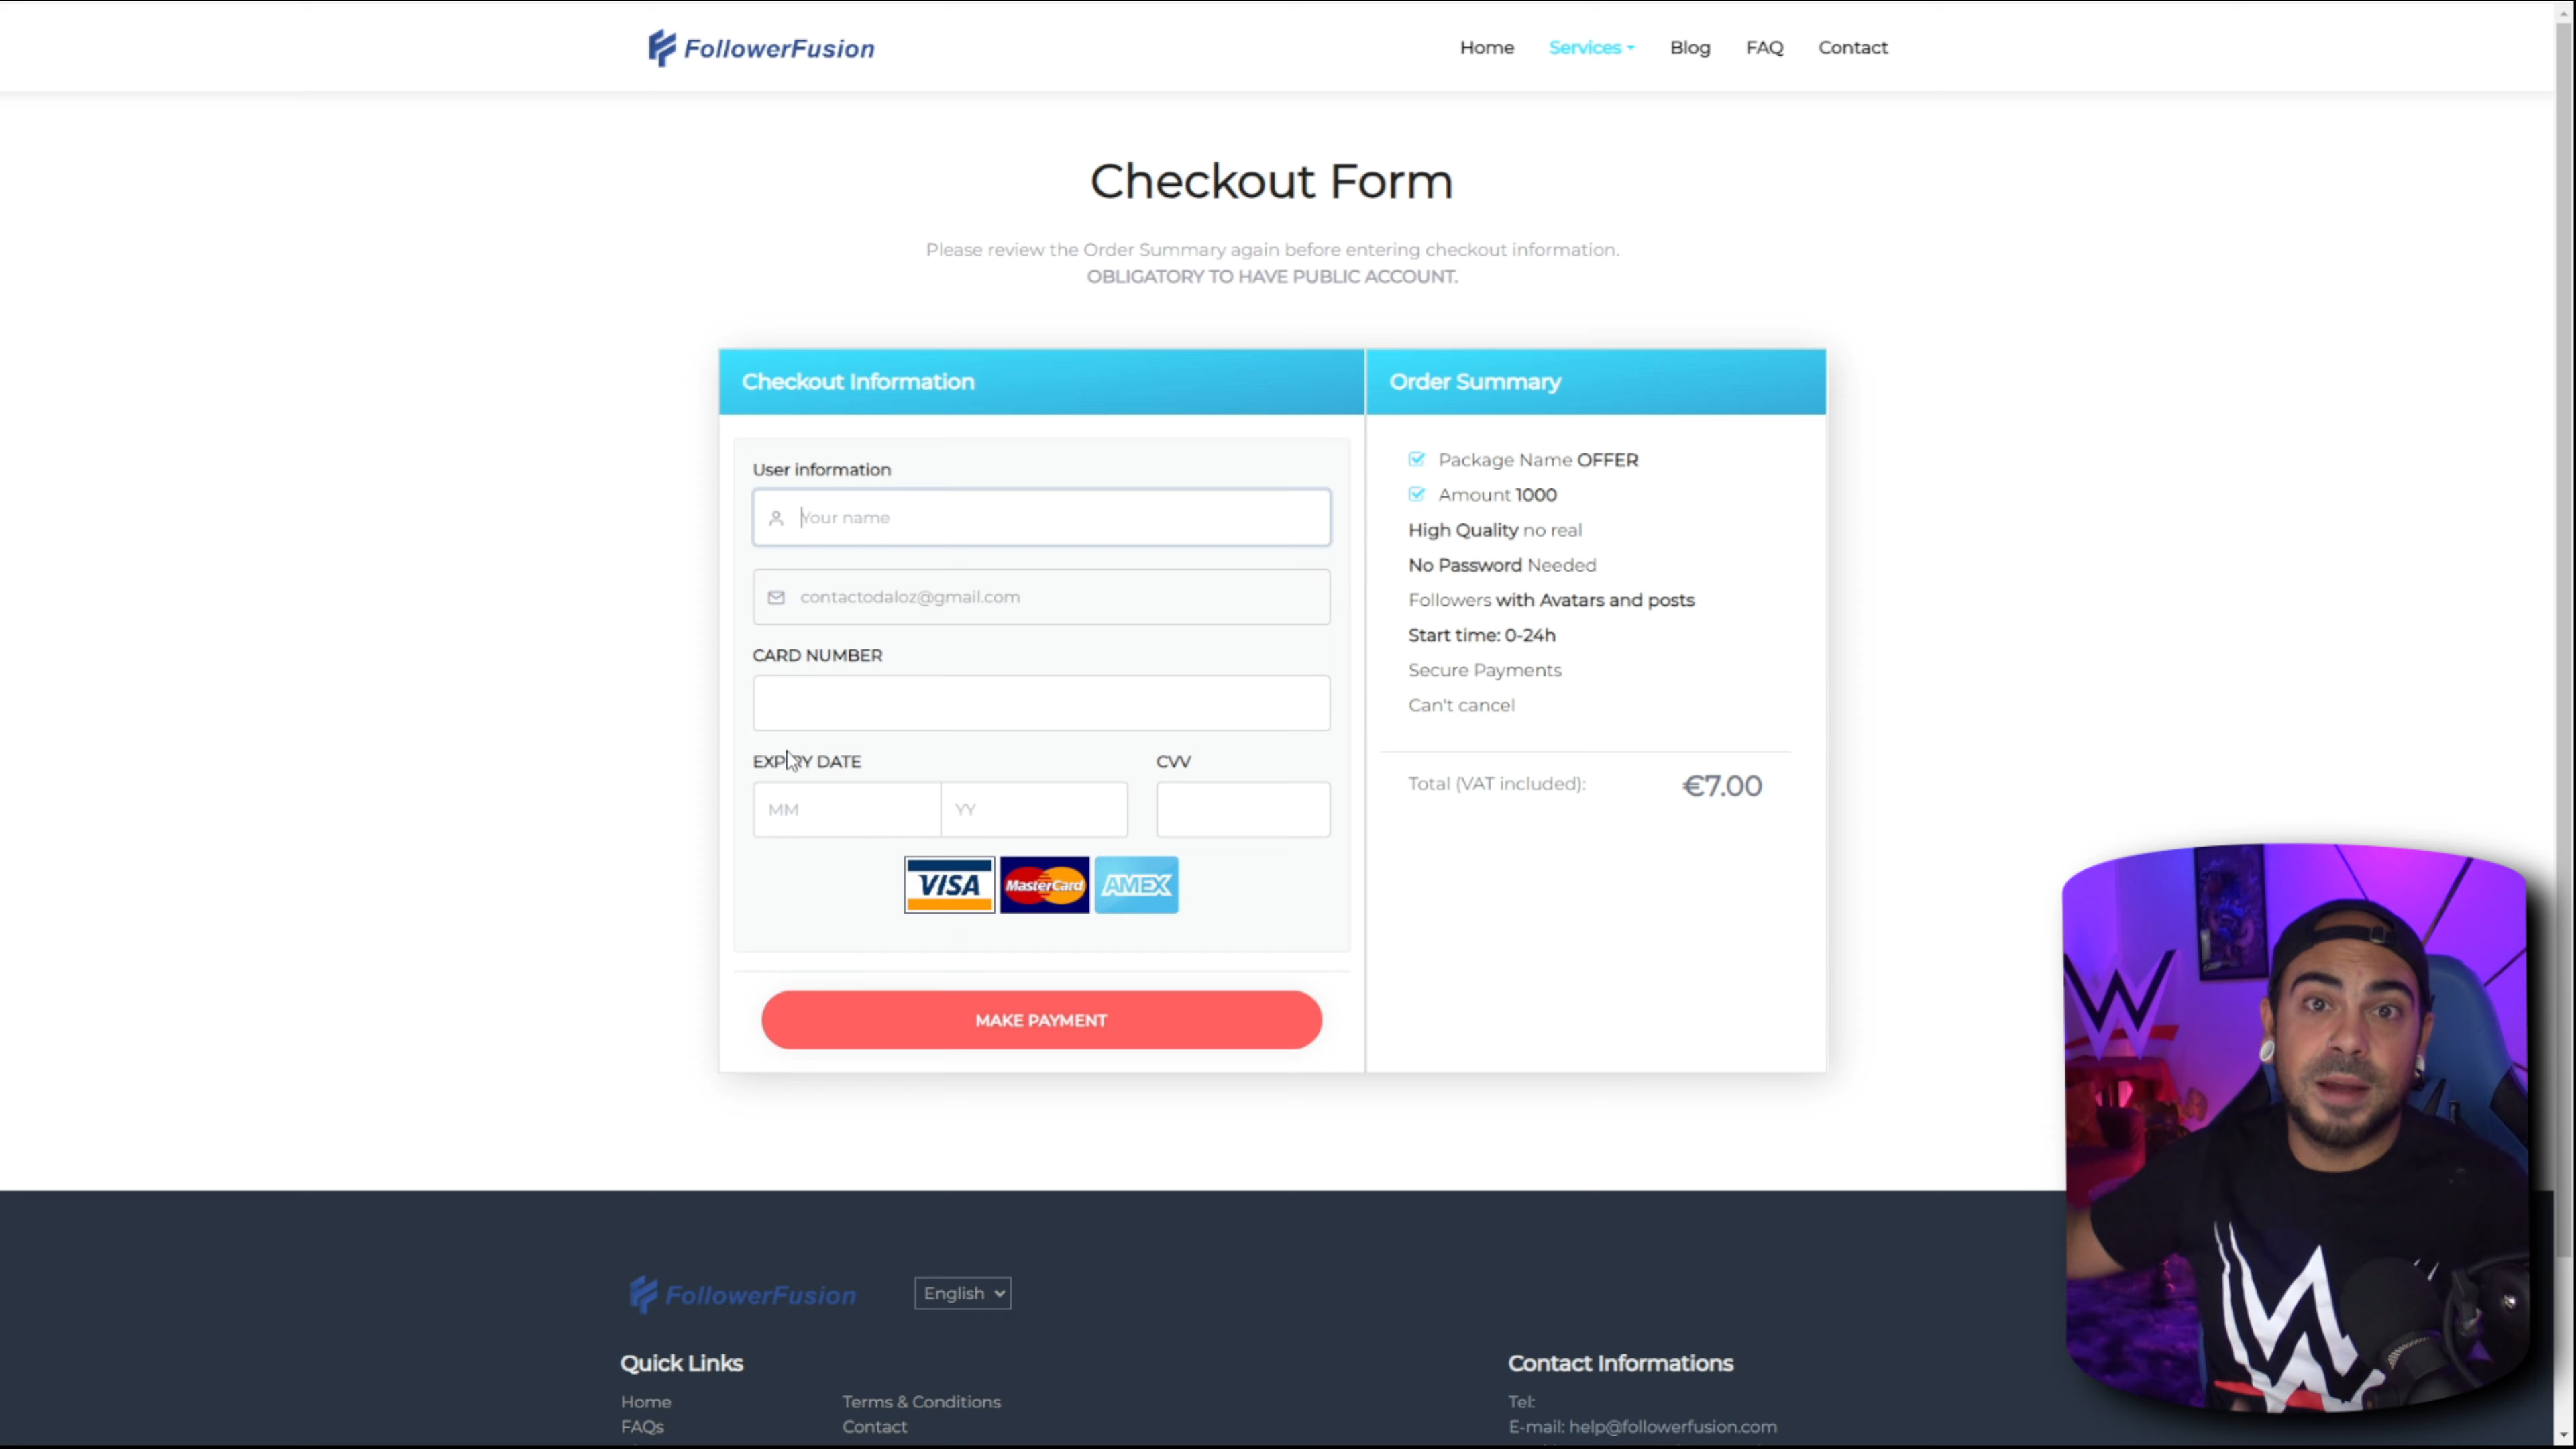 FollowerFusion
Home
Services
Blog
FAQ
Contact
Checkout Form
Please review the Order Summary again before entering checkout information.
OBLIGATORY TO HAVE PUBLIC ACCOUNT.
Checkout Information
User information
Your name
contactodaloz@gmail.com
CARD NUMBER
EXPIRY DATE
CVV
MM
YY
VISA
MasterCard
AMEX
MAKE PAYMENT
Order Summary
Package Name OFFER
Amount 1000
High Quality no real
No Password Needed
Followers with Avatars and posts
Start time: 0-24h
Secure Payments
Can't cancel
Total (VAT included): €7.00
FollowerFusion
English
Quick Links
Home
FAQs
Terms & Conditions
Contact
Contact Informations
Tel:
E-mail: help@followerfusion.com